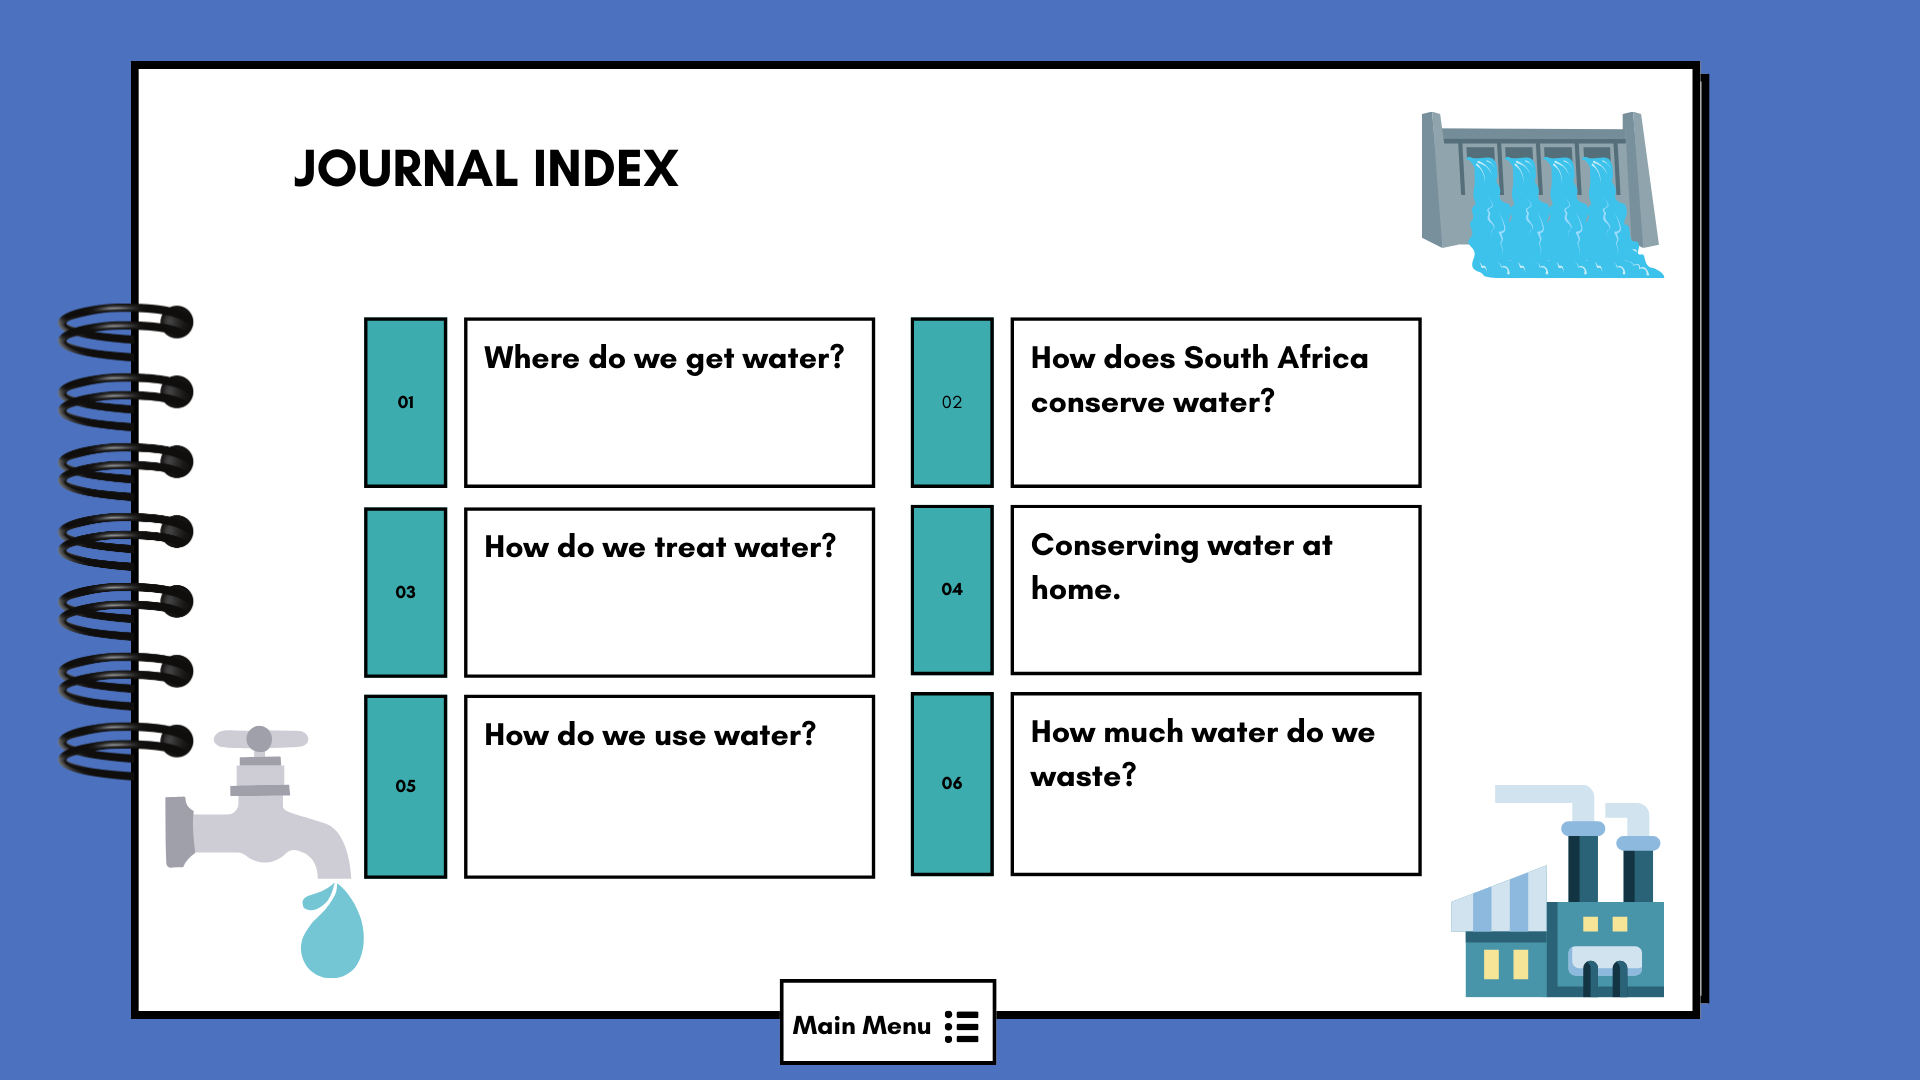 JOURNAL INDEX
01
Where do we get water?
02
How does South Africa
conserve water?
03
How do we treat water?
04
Conserving water at
home.
05
How do we use water?
06
How much water do we
waste?
Main Menu